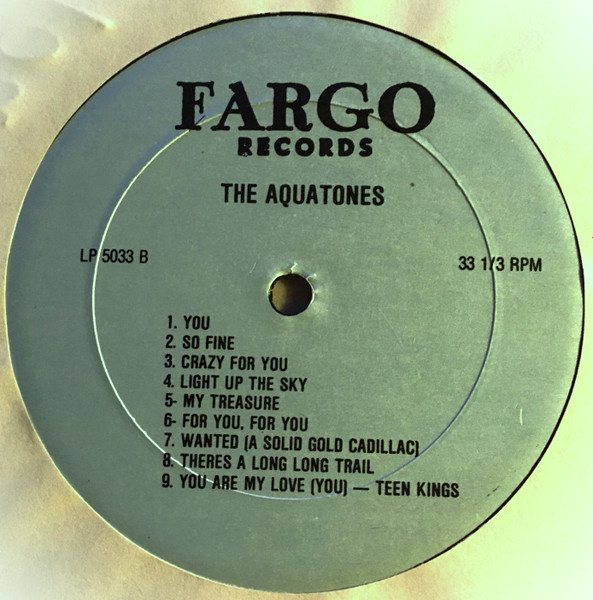 FARGO
RECORDS
THE AQUATONES
LP 5033 B
33 1/3 RPM
1. YOU
2. SO FINE
3. CRAZY FOR YOU
4. LIGHT UP THE SKY
5- MY TREASURE
6- FOR YOU, FOR YOU
7. WANTED (A SOLID GOLD CADILLAC)
8. THERES A LONG LONG TRAIL
9. YOU ARE MY LOVE (YOU) — TEEN KINGS